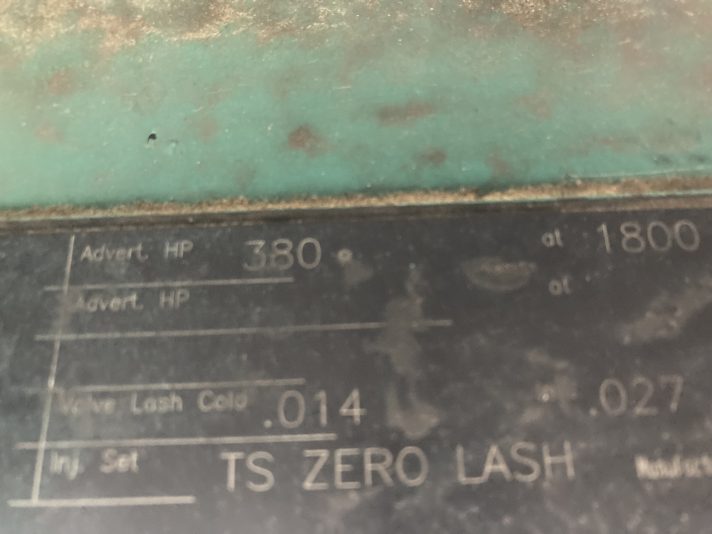 Advert. HP 380 at 1800
Advert. HP at
Valve Lash Cold .014 .027
Inj. Set TS ZERO LASH